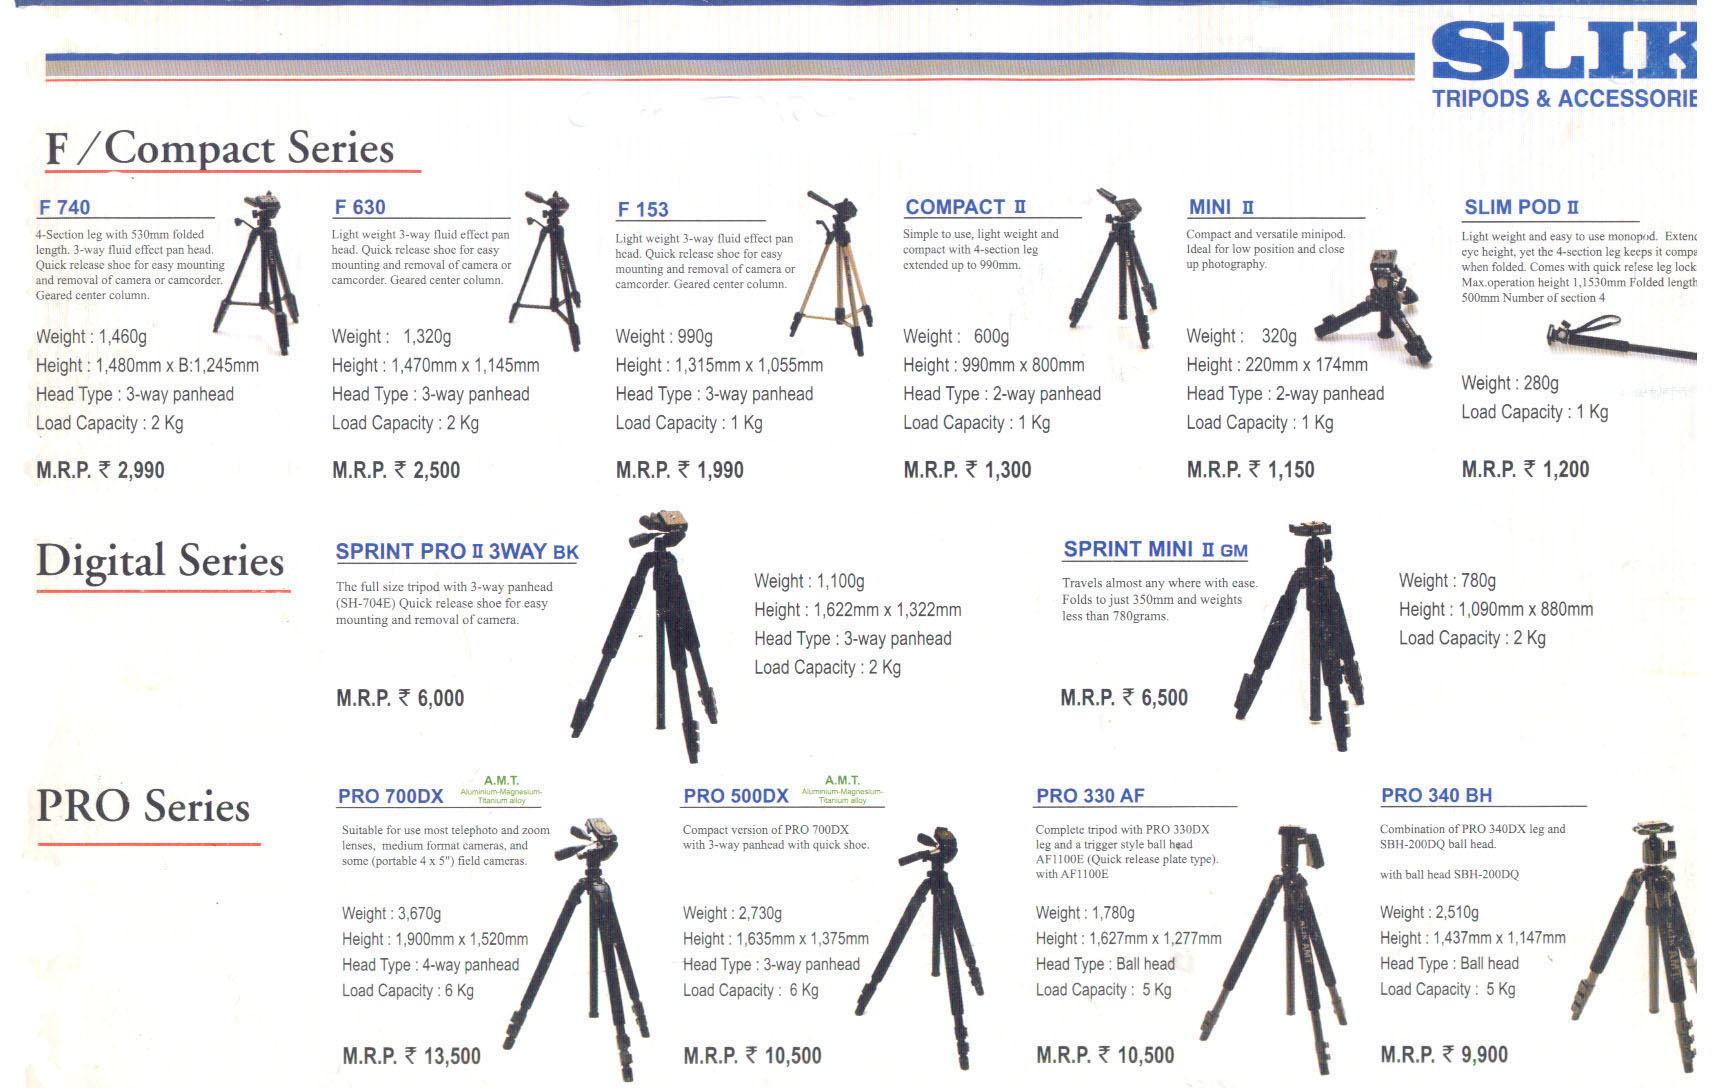 SLIK
TRIPODS & ACCESSORIE
F / Compact Series
F 740
4-Section leg with 530mm folded
length. 3-way fluid effect pan head.
Quick release shoe for easy mounting
and removal of camera or camcorder.
Geared center column.
Weight : 1,460g
Height : 1,480mm x B:1,245mm
Head Type : 3-way panhead
Load Capacity : 2 Kg
M.R.P. ₹ 2,990
F 630
Light weight 3-way fluid effect pan
head. Quick release shoe for easy
mounting and removal of camera or
camcorder. Geared center column.
Weight : 1,320g
Height : 1,470mm x 1,145mm
Head Type : 3-way panhead
Load Capacity : 2 Kg
M.R.P. ₹ 2,500
F 153
Light weight 3-way fluid effect pan
head. Quick release shoe for easy
mounting and removal of camera or
camcorder. Geared center column.
Weight : 990g
Height : 1,315mm x 1,055mm
Head Type : 3-way panhead
Load Capacity : 1 Kg
M.R.P. ₹ 1,990
COMPACT II
Simple to use, light weight and
compact with 4-section leg
extended up to 990mm.
Weight : 600g
Height : 990mm x 800mm
Head Type : 2-way panhead
Load Capacity : 1 Kg
M.R.P. ₹ 1,300
MINI II
Compact and versatile minipod.
Ideal for low position and close
up photography.
Weight : 320g
Height : 220mm x 174mm
Head Type : 2-way panhead
Load Capacity : 1 Kg
M.R.P. ₹ 1,150
SLIM POD II
Light weight and easy to use monopod. Extend
eye height, yet the 4-section leg keeps it compa
when folded. Comes with quick relese leg lock
Max.operation height 1,1530mm Folded length
500mm Number of section 4
Weight : 280g
Load Capacity : 1 Kg
M.R.P. ₹ 1,200
Digital Series
SPRINT PRO II 3WAY BK
The full size tripod with 3-way panhead
(SH-704E) Quick release shoe for easy
mounting and removal of camera.
M.R.P. ₹ 6,000
Weight : 1,100g
Height : 1,622mm x 1,322mm
Head Type : 3-way panhead
Load Capacity : 2 Kg
SPRINT MINI II GM
Travels almost any where with ease.
Folds to just 350mm and weights
less than 780grams.
M.R.P. ₹ 6,500
Weight : 780g
Height : 1,090mm x 880mm
Load Capacity : 2 Kg
PRO Series
PRO 700DX
A.M.T.
Aluminium-Magnesium-
Titanium alloy
Suitable for use most telephoto and zoom
lenses, medium format cameras, and
some (portable 4 x 5") field cameras.
Weight : 3,670g
Height : 1,900mm x 1,520mm
Head Type : 4-way panhead
Load Capacity : 6 Kg
M.R.P. ₹ 13,500
PRO 500DX
A.M.T.
Aluminium-Magnesium-
Titanium alloy
Compact version of PRO 700DX
with 3-way panhead with quick shoe.
Weight : 2,730g
Height : 1,635mm x 1,375mm
Head Type : 3-way panhead
Load Capacity : 6 Kg
M.R.P. ₹ 10,500
PRO 330 AF
Complete tripod with PRO 330DX
leg and a trigger style ball head
AF1100E (Quick release plate type).
with AF1100E
Weight : 1,780g
Height : 1,627mm x 1,277mm
Head Type : Ball head
Load Capacity : 5 Kg
M.R.P. ₹ 10,500
SLIK AMT
PRO 340 BH
Combination of PRO 340DX leg and
SBH-200DQ ball head.
with ball head SBH-200DQ
Weight : 2,510g
Height : 1,437mm x 1,147mm
Head Type : Ball head
Load Capacity : 5 Kg
M.R.P. ₹ 9,900
SLIK AMT